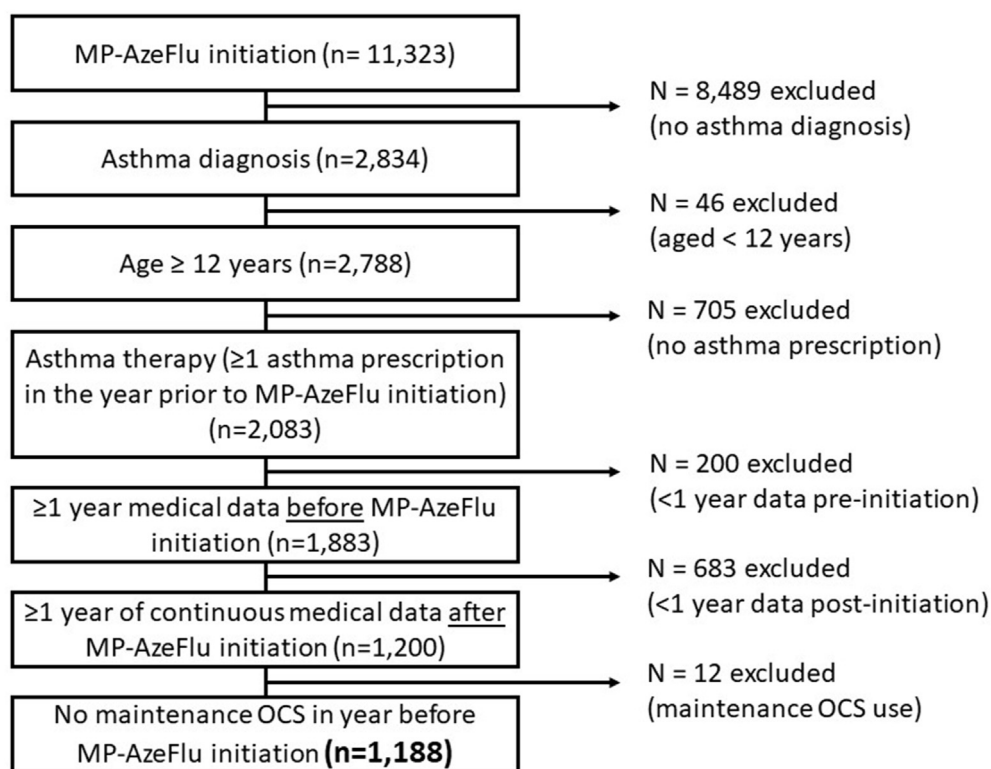 MP-AzeFlu initiation (n= 11,323)
N = 8,489 excluded
(no asthma diagnosis)
Asthma diagnosis (n=2,834)
N = 46 excluded
(aged < 12 years)
Age ≥ 12 years (n=2,788)
N = 705 excluded
(no asthma prescription)
Asthma therapy (≥1 asthma prescription
in the year prior to MP-AzeFlu initiation)
(n=2,083)
N = 200 excluded
(<1 year data pre-initiation)
≥1 year medical data before MP-AzeFlu
initiation (n=1,883)
N = 683 excluded
(<1 year data post-initiation)
≥1 year of continuous medical data after
MP-AzeFlu initiation (n=1,200)
N = 12 excluded
(maintenance OCS use)
No maintenance OCS in year before
MP-AzeFlu initiation (n=1,188)